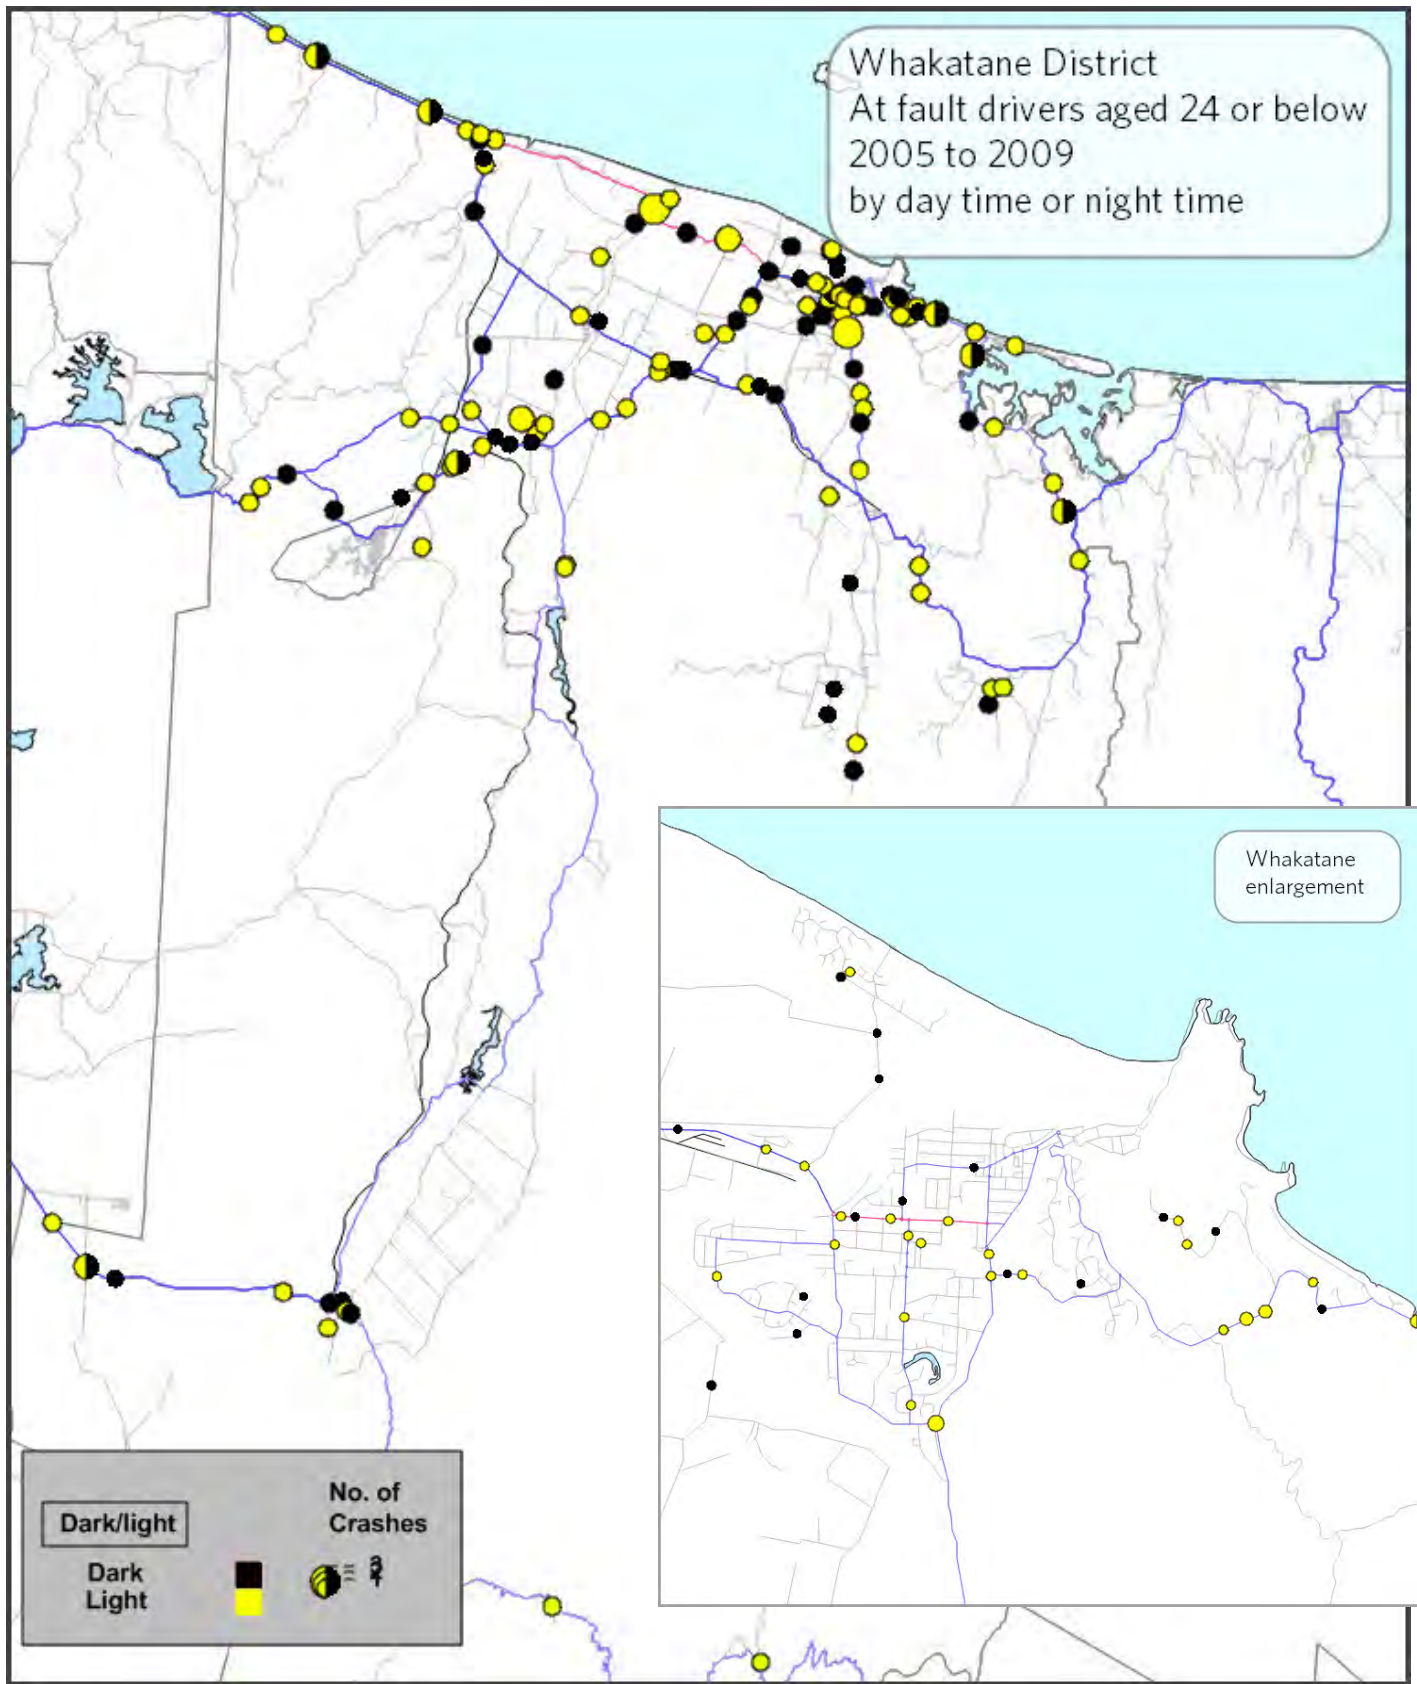 Whakatane District
At fault drivers aged 24 or below
2005 to 2009
by day time or night time
Whakatane
enlargement
No. of
Crashes
Dark/light
Dark
Light